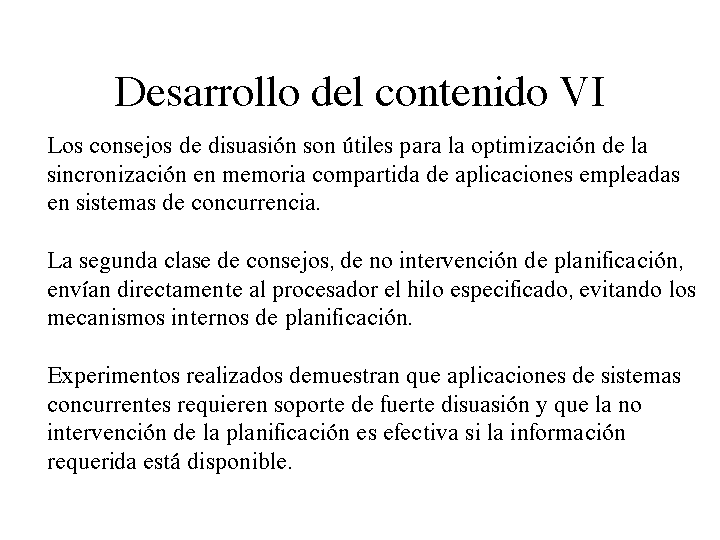 Desarrollo del contenido VI
Los consejos de disuasión son útiles para la optimización de la
sincronización en memoria compartida de aplicaciones empleadas
en sistemas de concurrencia.
La segunda clase de consejos, de no intervención de planificación,
envían directamente al procesador el hilo especificado, evitando los
mecanismos internos de planificación.
Experimentos realizados demuestran que aplicaciones de sistemas
concurrentes requieren soporte de fuerte disuasión y que la no
intervención de la planificación es efectiva si la información
requerida está disponible.